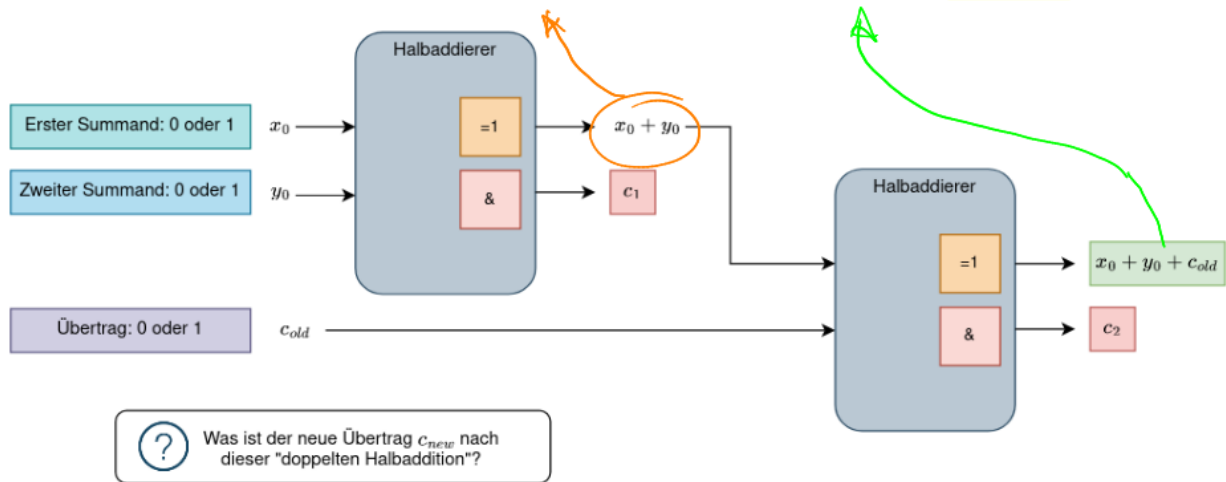 Halbaddierer
Erster Summand: 0 oder 1
x₀
=1
x₀ + y₀
Zweiter Summand: 0 oder 1
y₀
&
c₁
Halbaddierer
=1
x₀ + y₀ + c_old
Übertrag: 0 oder 1
c_old
&
c₂
?
Was ist der neue Übertrag c_new nach
dieser "doppelten Halbaddition"?